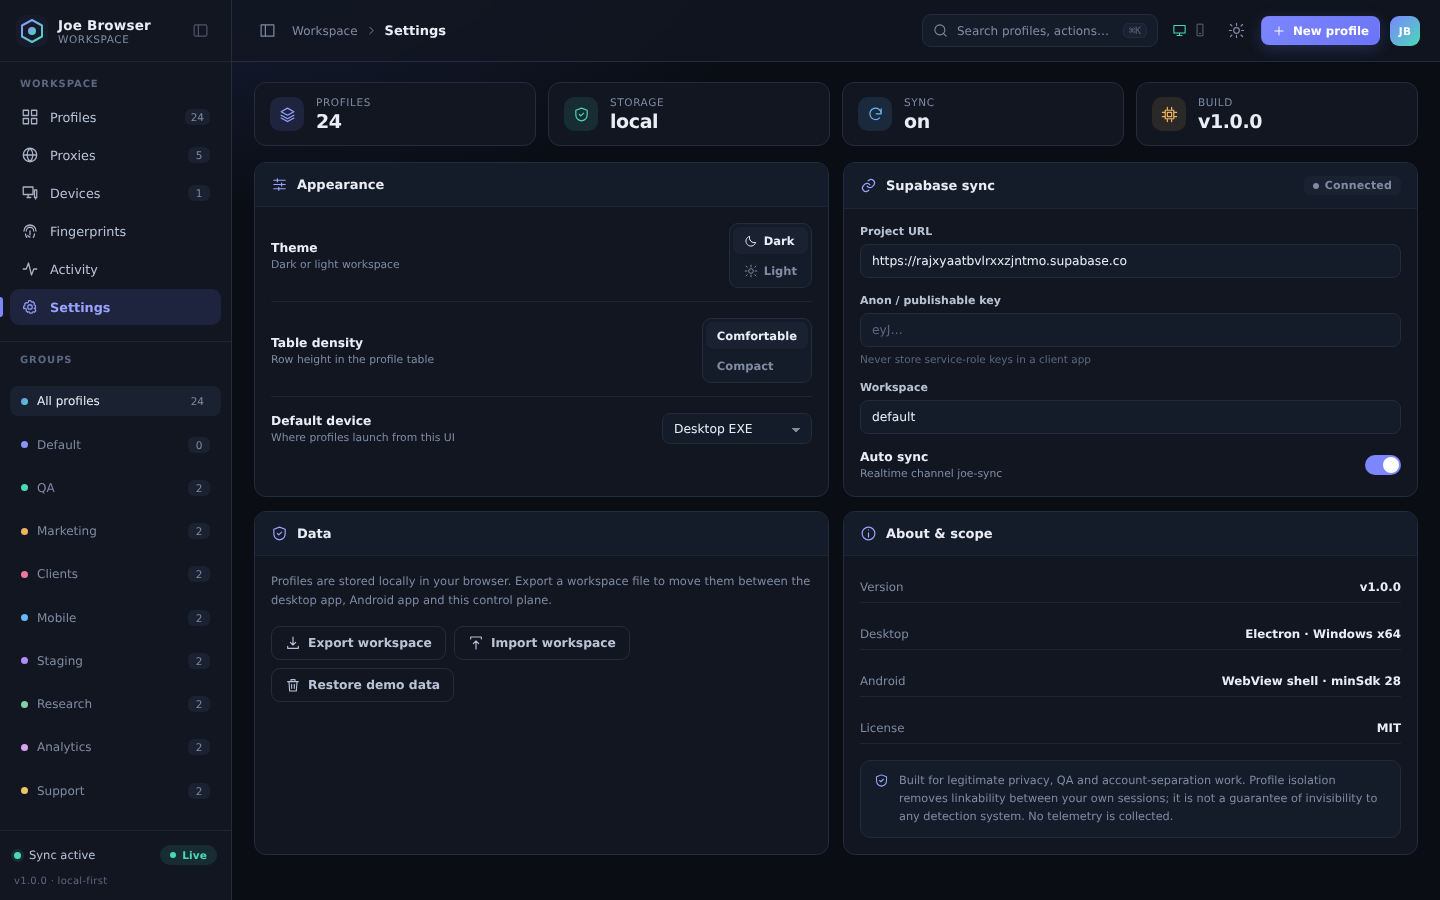 Joe Browser
WORKSPACE
WORKSPACE
Profiles 24
Proxies 5
Devices 1
Fingerprints
Activity
Settings
GROUPS
All profiles 24
Default 0
QA 2
Marketing 2
Clients 2
Mobile 2
Staging 2
Research 2
Analytics 2
Support 2
Sync active Live
v1.0.0 · local-first
Workspace > Settings
Search profiles, actions... ⌘K
+ New profile
JB
PROFILES
24
STORAGE
local
SYNC
on
BUILD
v1.0.0
Appearance
Theme
Dark or light workspace
Dark
Light
Table density
Row height in the profile table
Comfortable
Compact
Default device
Where profiles launch from this UI
Desktop EXE
Supabase sync
Connected
Project URL
https://rajxyaatbvlrxxzjntmo.supabase.co
Anon / publishable key
eyJ...
Never store service-role keys in a client app
Workspace
default
Auto sync
Realtime channel joe-sync
Data
Profiles are stored locally in your browser. Export a workspace file to move them between the
desktop app, Android app and this control plane.
Export workspace
Import workspace
Restore demo data
About & scope
Version v1.0.0
Desktop Electron · Windows x64
Android WebView shell · minSdk 28
License MIT
Built for legitimate privacy, QA and account-separation work. Profile isolation
removes linkability between your own sessions; it is not a guarantee of invisibility to
any detection system. No telemetry is collected.